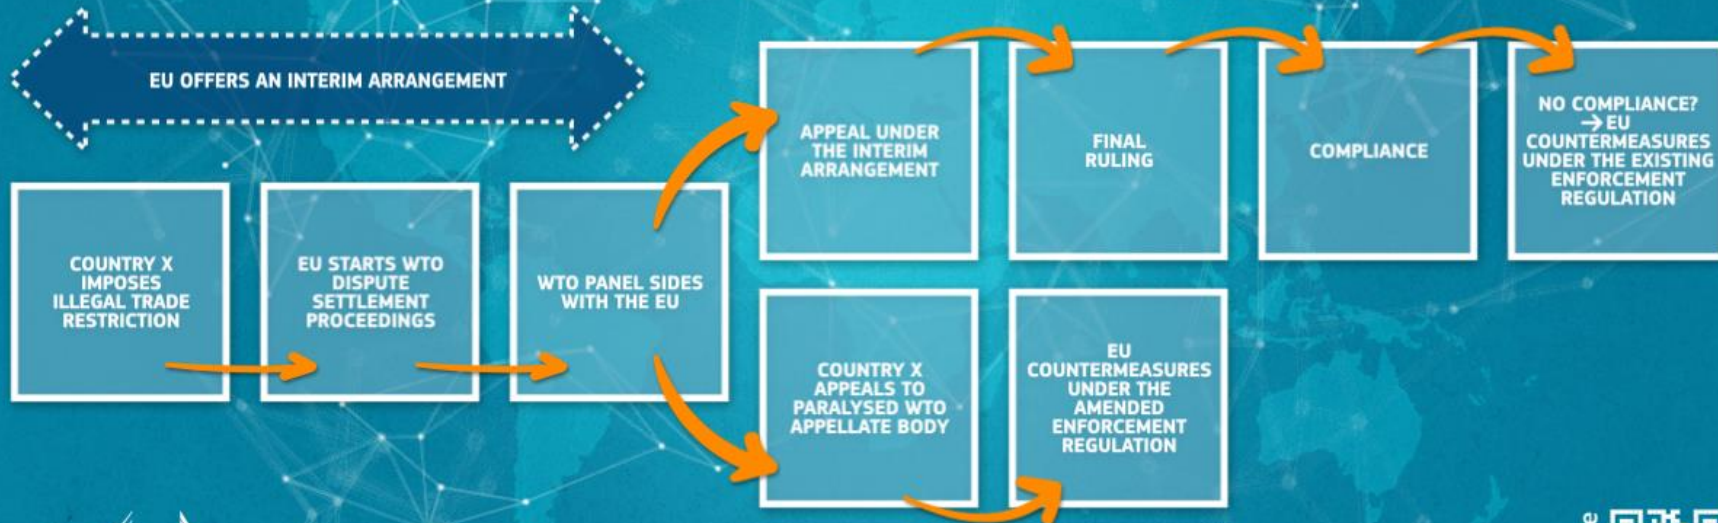 EU OFFERS AN INTERIM ARRANGEMENT
COUNTRY X
IMPOSES
ILLEGAL TRADE
RESTRICTION
EU STARTS WTO
DISPUTE
SETTLEMENT
PROCEEDINGS
WTO PANEL SIDES
WITH THE EU
APPEAL UNDER
THE INTERIM
ARRANGEMENT
FINAL
RULING
COMPLIANCE
NO COMPLIANCE?
→ EU
COUNTERMEASURES
UNDER THE EXISTING
ENFORCEMENT
REGULATION
COUNTRY X
APPEALS TO
PARALYSED WTO
APPELLATE BODY
EU
COUNTERMEASURES
UNDER THE
AMENDED
ENFORCEMENT
REGULATION